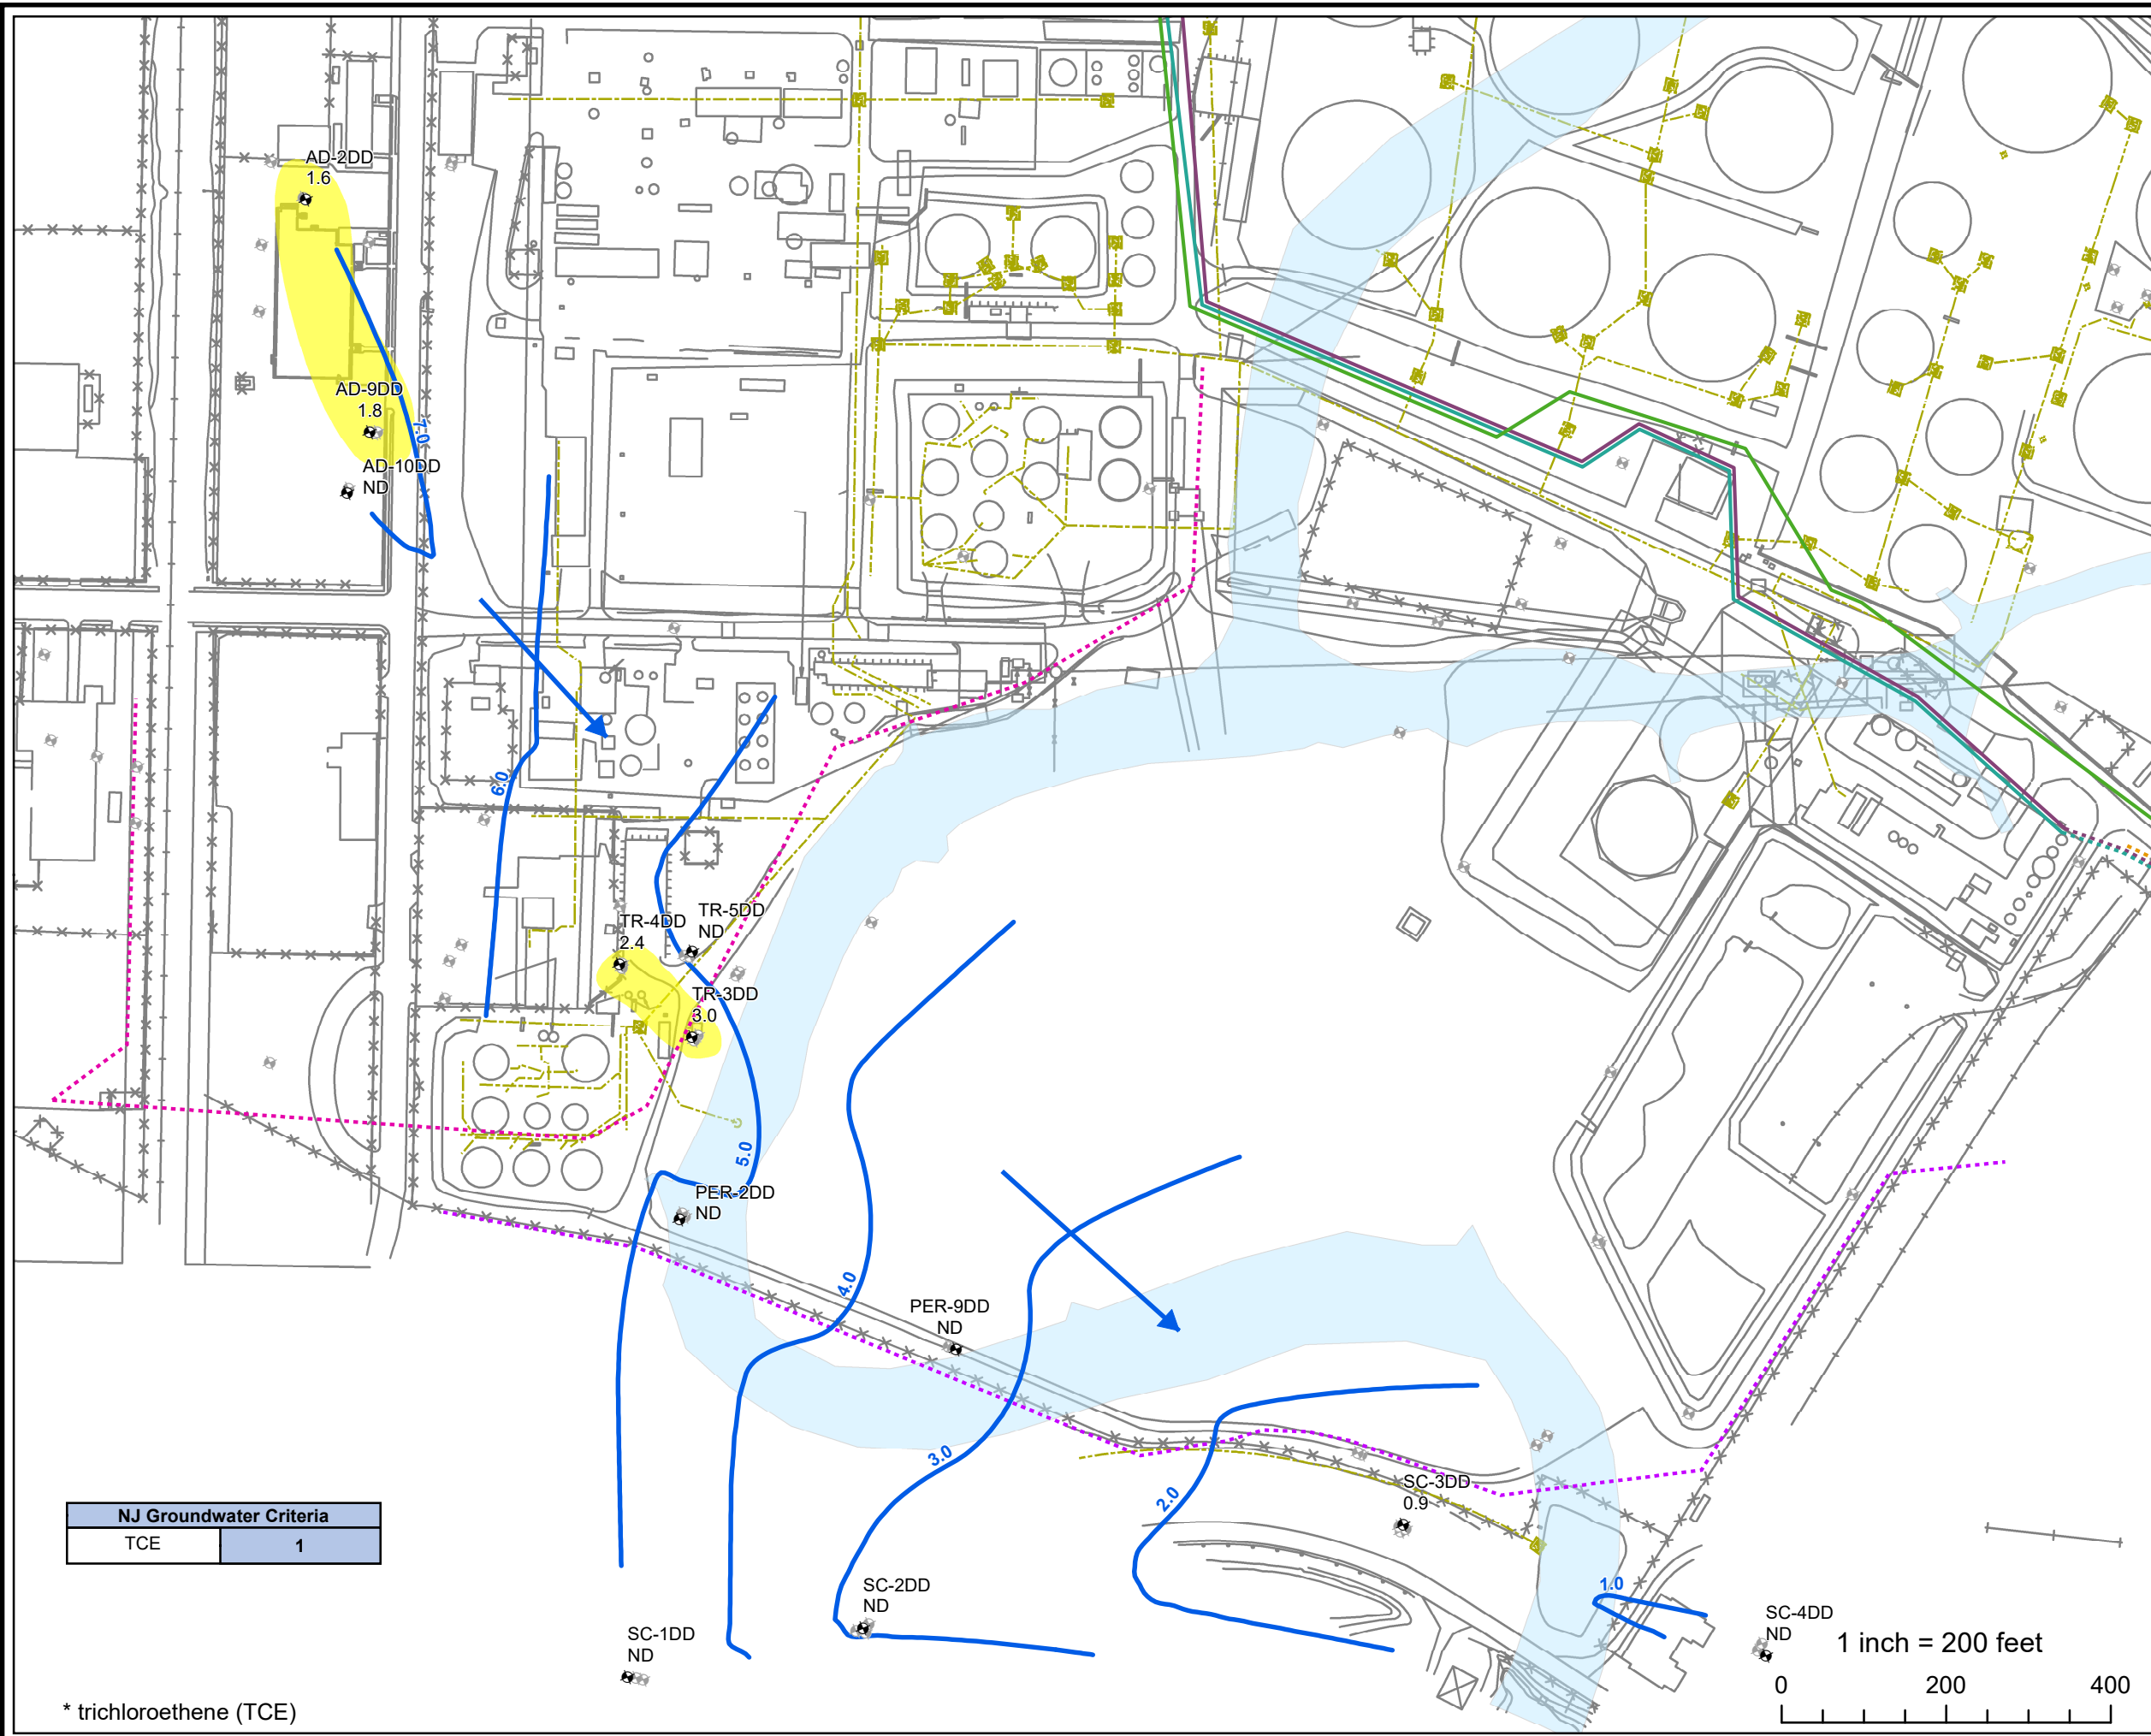 AD-2DD
1.6
AD-9DD
1.8
7.0
AD-10DD
ND
6.0
TR-5DD
ND
TR-4DD
2.4
TR-3DD
3.0
5.0
PER-2DD
ND
4.0
PER-9DD
ND
3.0
2.0
SC-3DD
0.9
NJ Groundwater Criteria
TCE 1
SC-2DD
ND
1.0
SC-1DD
ND
SC-4DD
ND
1 inch = 200 feet
0 200 400
* trichloroethene (TCE)